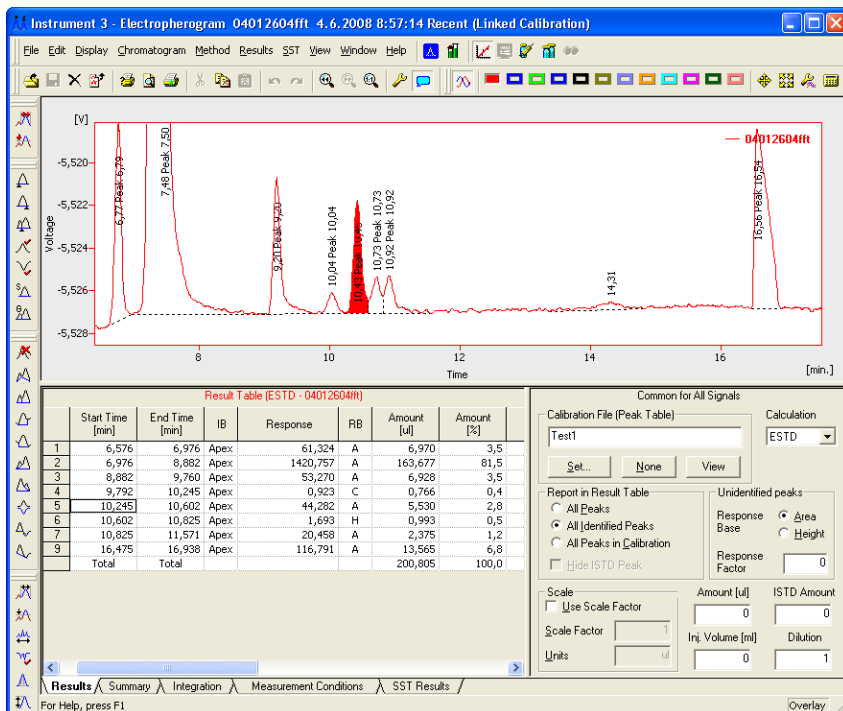 Instrument 3 - Electropherogram 04012604fft 4.6.2008 8:57:14 Recent (Linked Calibration)
File Edit Display Chromatogram Method Results SST View Window Help
[V]
04012604fft
-5,520
-5,522
-5,524
-5,526
-5,528
Voltage
6,77 Peak 6,79
7,48 Peak 7,50
9,20 Peak 9,20
10,04 Peak 10,04
10,43 Peak 10,40
10,73 Peak 10,73
10,92 Peak 10,92
14,31
16,56 Peak 16,54
8 10 12 14 16
Time [min.]
Result Table (ESTD - 04012604fft)
Start Time [min] End Time [min] IB Response RB Amount [ul] Amount [%]
1 6,576 6,976 Apex 61,324 A 6,970 3,5
2 6,976 8,882 Apex 1420,757 A 163,677 81,5
3 8,882 9,760 Apex 53,270 A 6,928 3,5
4 9,792 10,245 Apex 0,923 C 0,766 0,4
5 10,245 10,602 Apex 44,282 A 5,530 2,8
6 10,602 10,825 Apex 1,693 H 0,993 0,5
7 10,825 11,571 Apex 20,458 A 2,375 1,2
9 16,475 16,938 Apex 116,791 A 13,565 6,8
Total Total 200,805 100,0
Common for All Signals
Calibration File (Peak Table)
Test1
Set... None View
Calculation
ESTD
Report in Result Table
All Peaks
All Identified Peaks
All Peaks in Calibration
Hide ISTD Peak
Unidentified peaks
Response Base
Area
Height
Response Factor 0
Scale
Use Scale Factor
Scale Factor 1
Units ul
Amount [ul] ISTD Amount
0 0
Inj. Volume [ml] Dilution
0 1
Results Summary Integration Measurement Conditions SST Results
For Help, press F1
Overlay